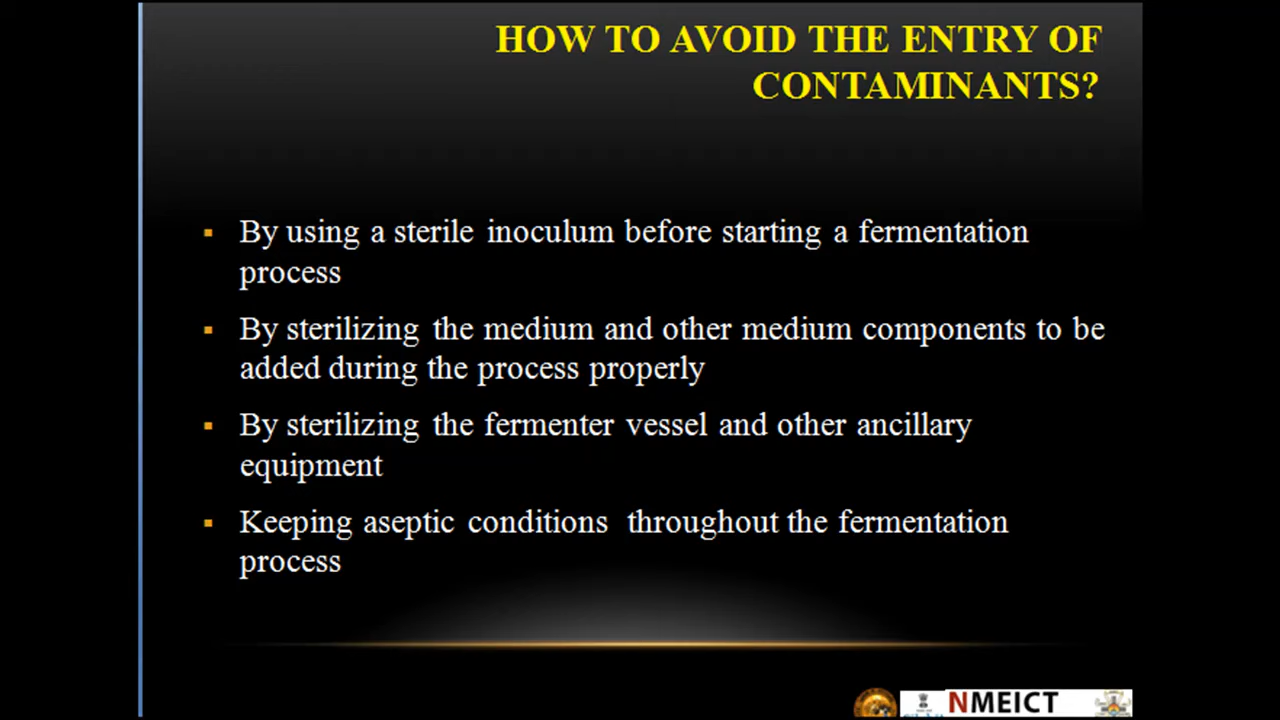 HOW TO AVOID THE ENTRY OF
CONTAMINANTS?
▪ By using a sterile inoculum before starting a fermentation
process
▪ By sterilizing the medium and other medium components to be
added during the process properly
▪ By sterilizing the fermenter vessel and other ancillary
equipment
▪ Keeping aseptic conditions throughout the fermentation
process
NMEICT